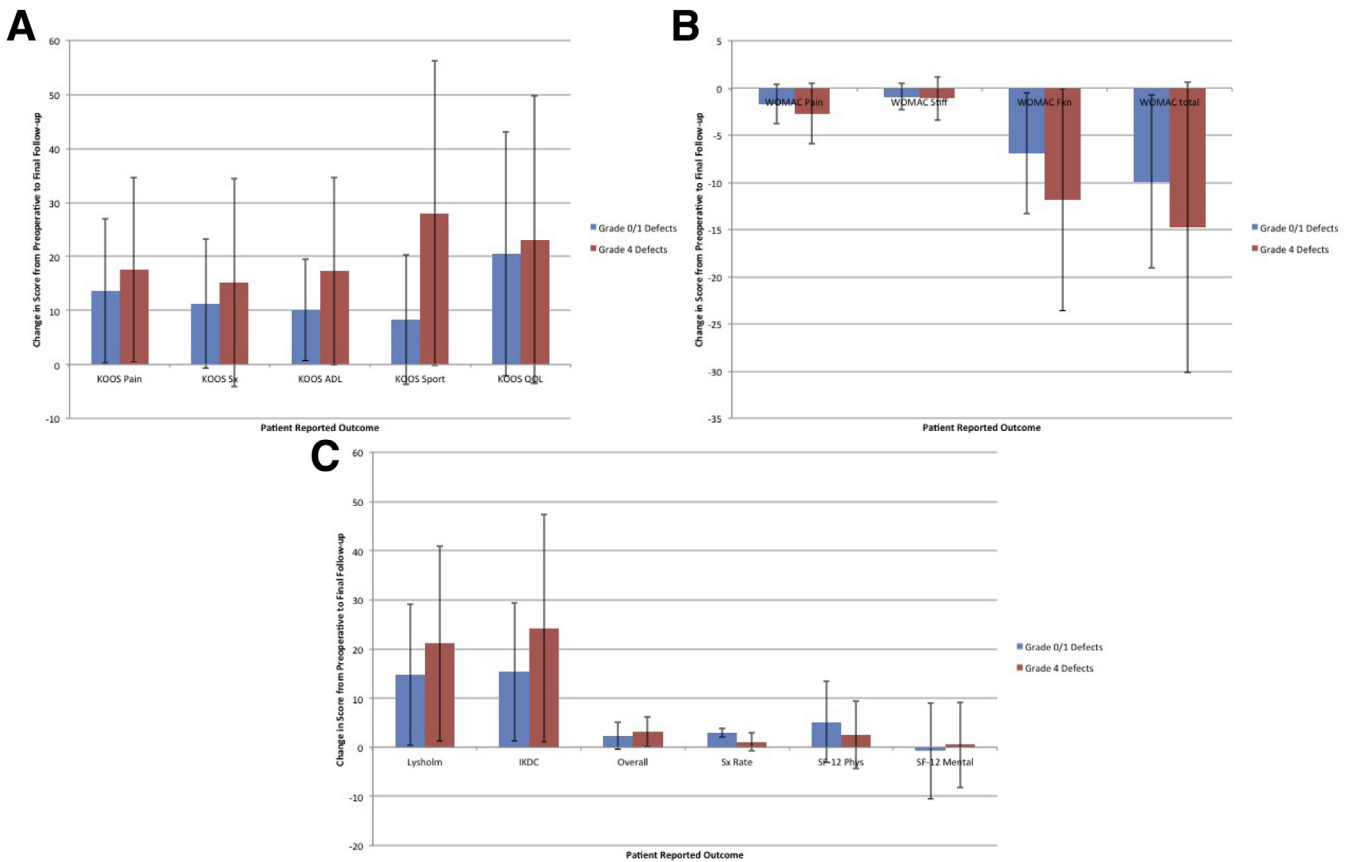 A
60
50
40
30
20
10
0
-10
Change in Score from Preoperative to Final Follow-up
KOOS Pain KOOS Sx KOOS ADL KOOS Sport KOOS QOL
Patient Reported Outcome
Grade 0/1 Defects
Grade 4 Defects
B
5
0
-5
-10
-15
-20
-25
-30
-35
Change in Score from Preoperative to Final Follow-up
WOMAC Pain WOMAC Stiff WOMAC Fxn WOMAC total
Patient Reported Outcome
Grade 0/1 Defects
Grade 4 Defects
C
60
50
40
30
20
10
0
-10
-20
Change in Score from Preoperative to Final Follow-up
Lysholm IKDC Overall Sx Rate SF-12 Phys SF-12 Mental
Patient Reported Outcome
Grade 0/1 Defects
Grade 4 Defects